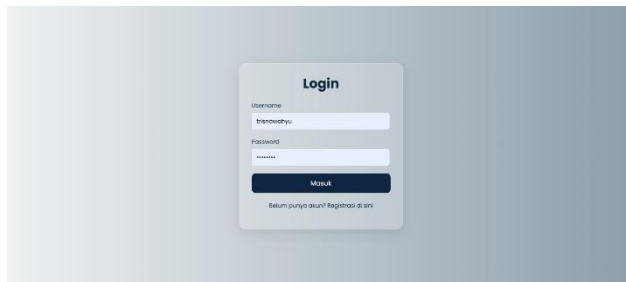 Login
Username
trisnowahyu
Password
••••••••
Masuk
Belum punya akun? Registrasi di sini